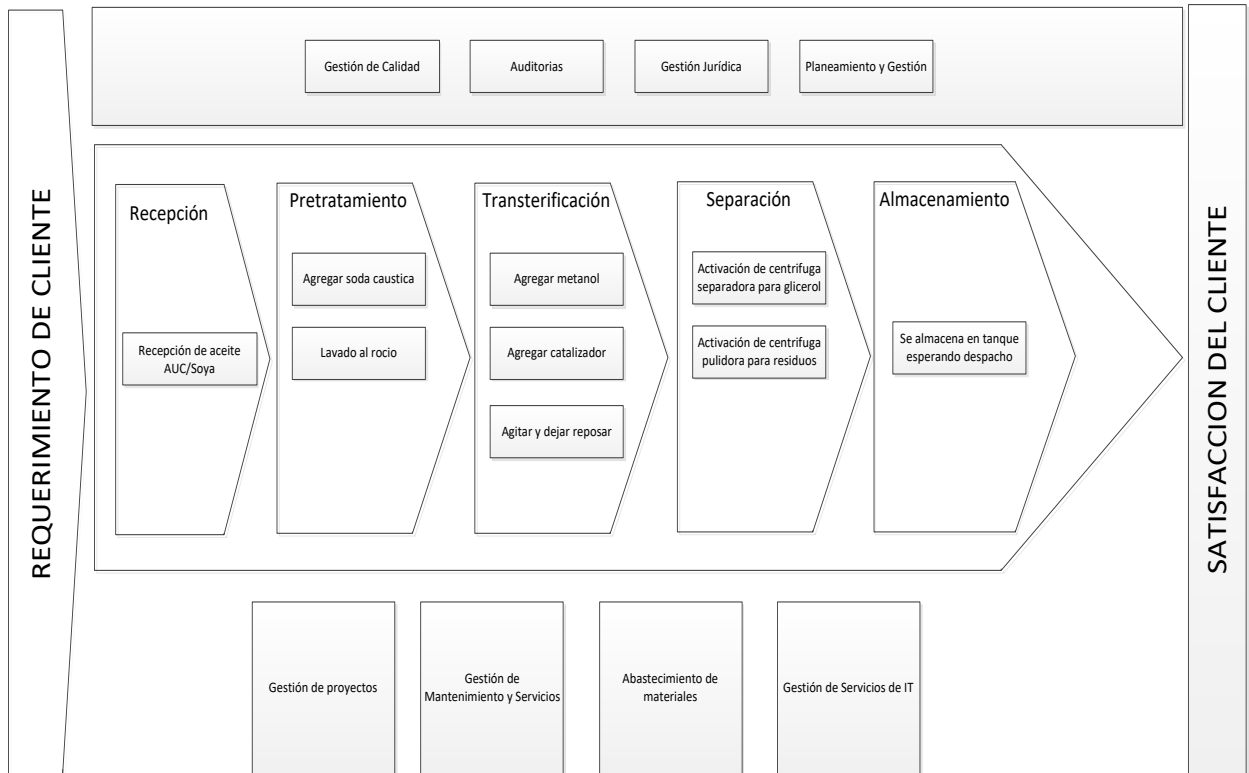 REQUERIMIENTO DE CLIENTE
Gestión de Calidad
Auditorias
Gestión Jurídica
Planeamiento y Gestión
Recepción
Recepción de aceite
AUC/Soya
Pretratamiento
Agregar soda caustica
Lavado al rocio
Transterificación
Agregar metanol
Agregar catalizador
Agitar y dejar reposar
Separación
Activación de centrifuga
separadora para glicerol
Activación de centrifuga
pulidora para residuos
Almacenamiento
Se almacena en tanque
esperando despacho
Gestión de proyectos
Gestión de
Mantenimiento y Servicios
Abastecimiento de
materiales
Gestión de Servicios de IT
SATISFACCION DEL CLIENTE